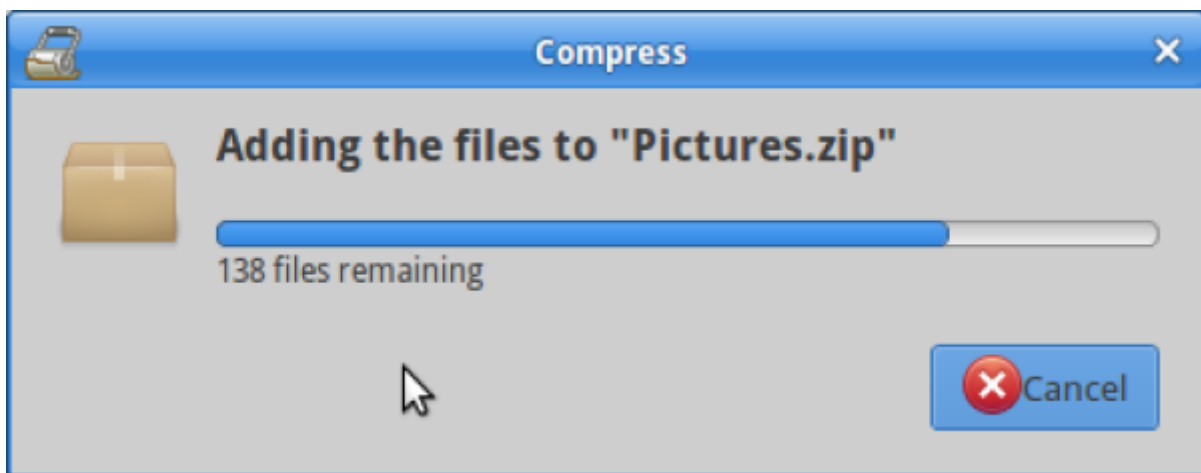 Compress
Adding the files to "Pictures.zip"
138 files remaining
Cancel